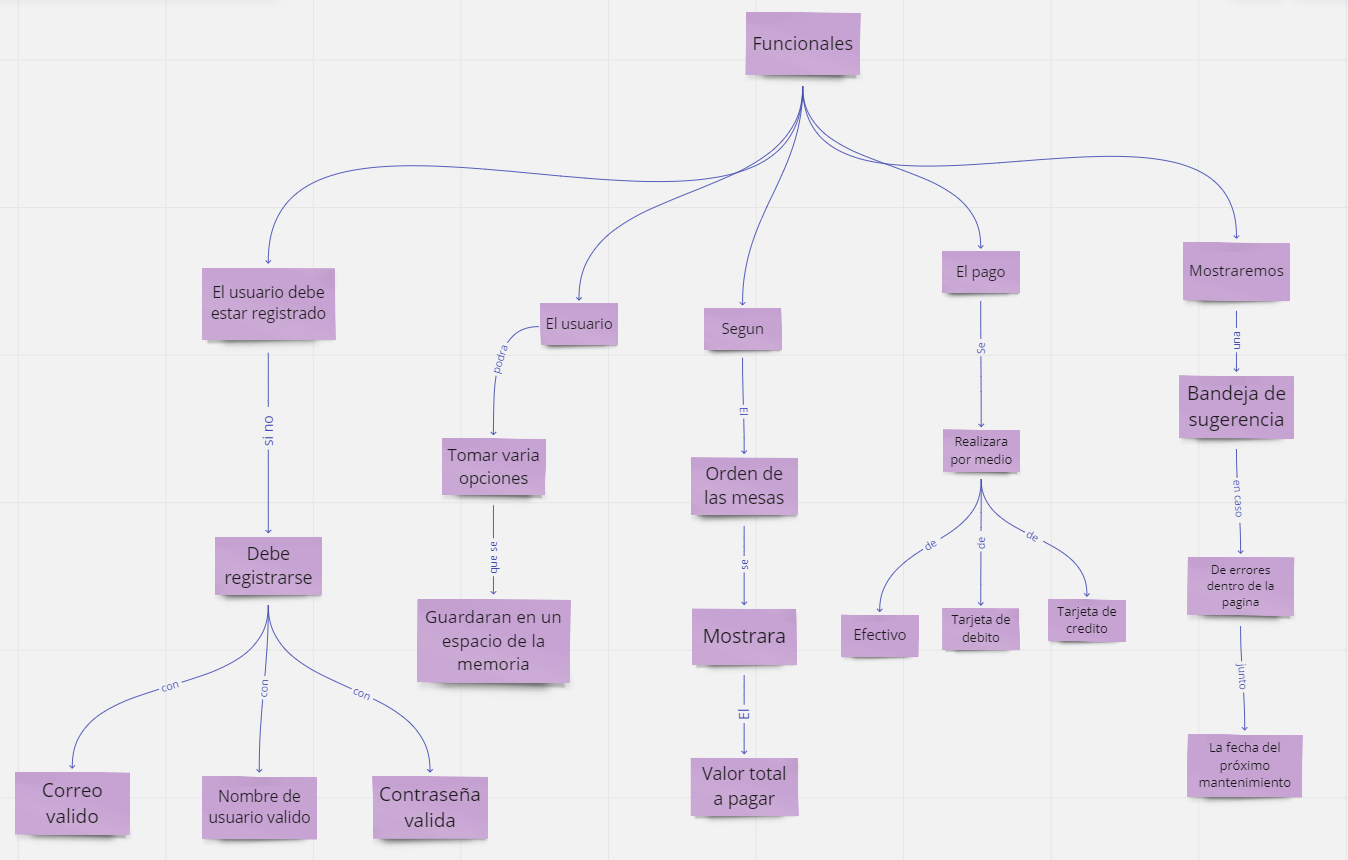 Funcionales
El usuario debe
estar registrado
si no
Debe
registrarse
con
con
con
Correo
valido
Nombre de
usuario valido
Contraseña
valida
El usuario
podra
Tomar varia
opciones
que se
Guardaran en un
espacio de la
memoria
Segun
El
Orden de
las mesas
se
Mostrara
El
Valor total
a pagar
El pago
Se
Realizara
por medio
de
de
de
Efectivo
Tarjeta de
debito
Tarjeta de
credito
Mostraremos
una
Bandeja de
sugerencia
en caso
De errores
dentro de la
pagina
junto
La fecha del
próximo
mantenimiento